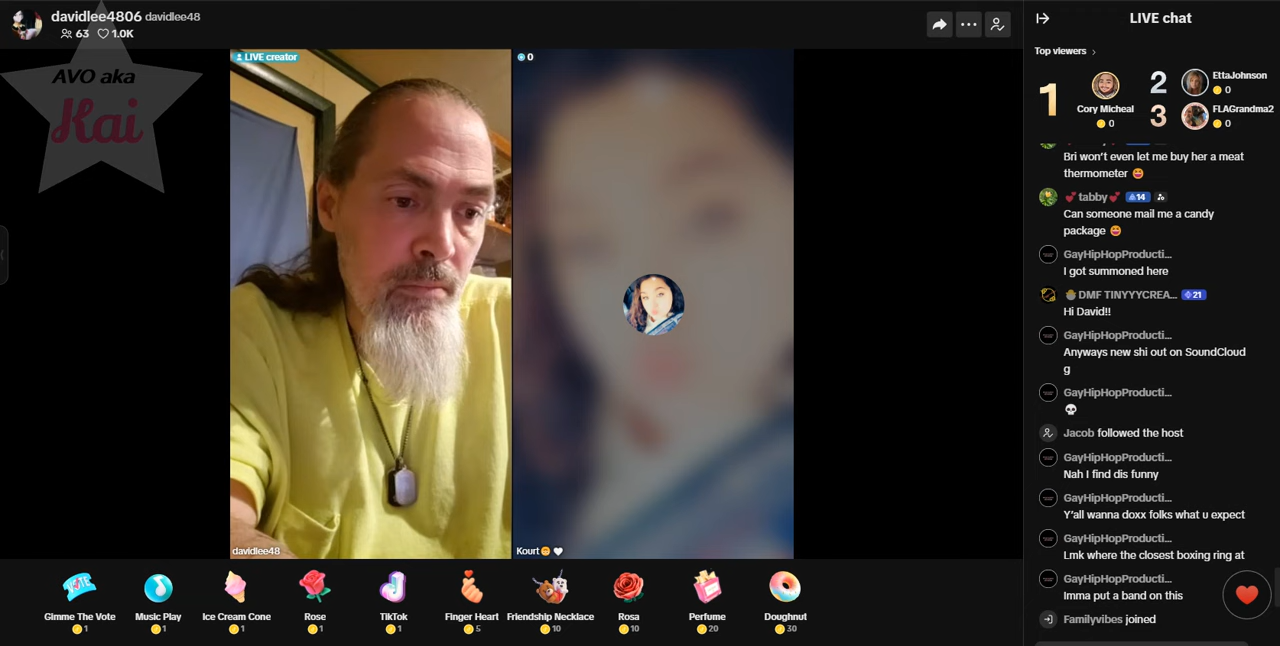 davidlee4806 davidlee48
63 1.0K
AVO aka
Kai
LIVE creator
0
davidlee48
Kourt
Gimme The Vote
1
Music Play
1
Ice Cream Cone
1
Rose
1
TikTok
1
Finger Heart
5
Friendship Necklace
10
Rosa
10
Perfume
20
Doughnut
30
LIVE chat
Top viewers
1
Cory Micheal
0
2
EttaJohnson
0
3
FLAGrandma2
0
Bri won't even let me buy her a meat
thermometer
tabby 14
Can someone mail me a candy
package
GayHipHopProducti...
I got summoned here
DMF TINYYYCREA... 21
Hi David!!
GayHipHopProducti...
Anyways new shi out on SoundCloud
g
GayHipHopProducti...
Jacob followed the host
GayHipHopProducti...
Nah I find dis funny
GayHipHopProducti...
Y'all wanna doxx folks what u expect
GayHipHopProducti...
Lmk where the closest boxing ring at
GayHipHopProducti...
Imma put a band on this
Familyvibes joined